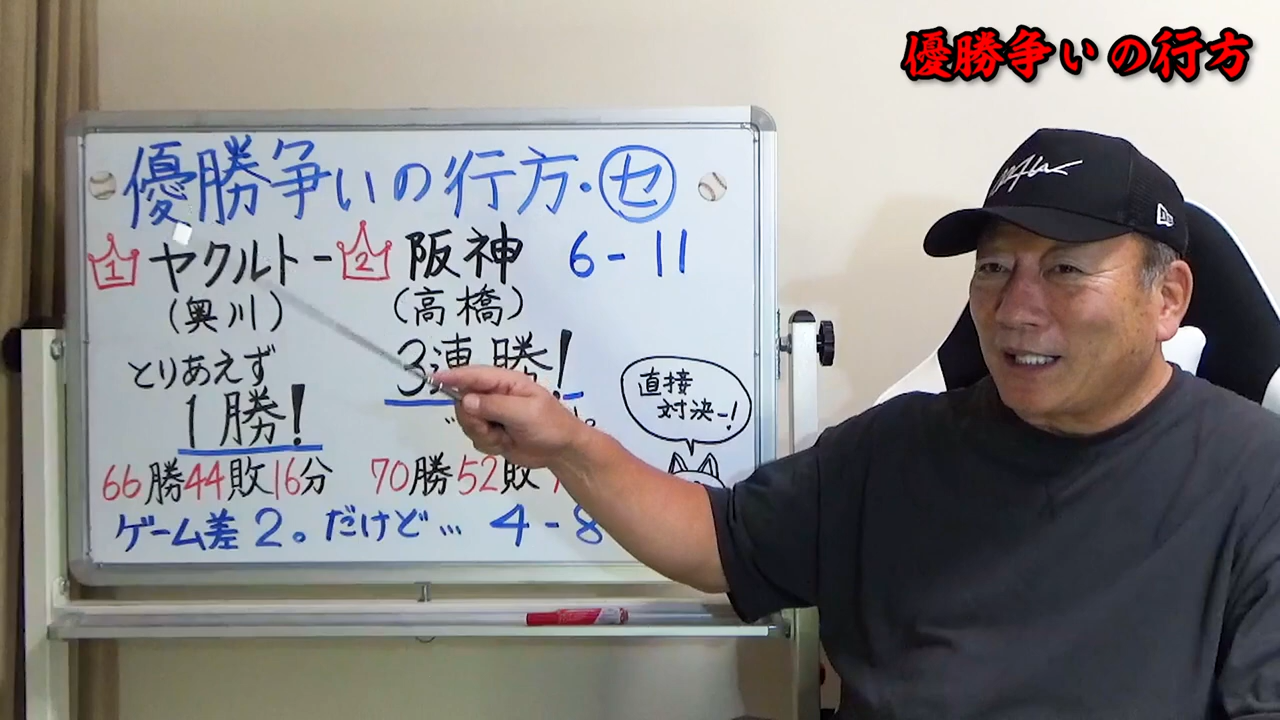 優勝争いの行方
優勝争いの行方・セ
1 ヤクルトー 2 阪神 6-11
(奥川) (高橋)
とりあえず 3連勝!
1勝!
直接
対決ー!
66勝44敗16分 70勝52敗
ゲーム差2。だけど… 4-8